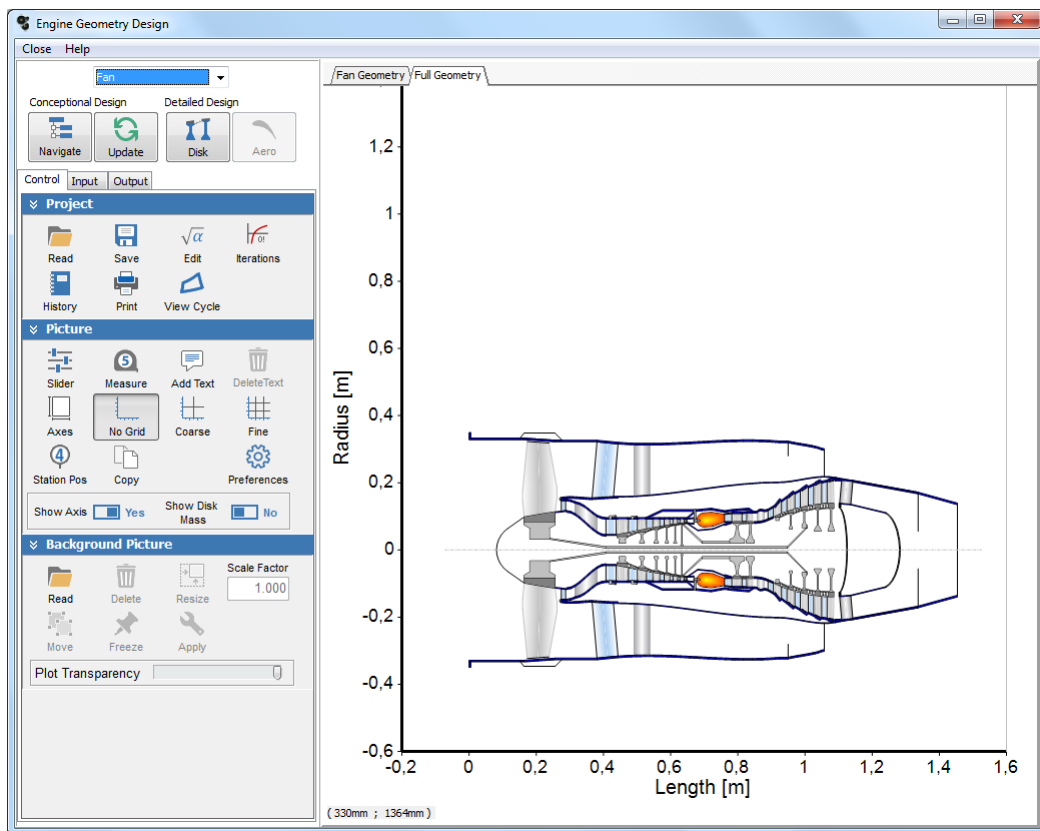 Engine Geometry Design
Close Help
Fan
Conceptional Design Detailed Design
Navigate Update Disk Aero
Control Input Output
Project
Read Save √α Edit 0! Iterations
History Print View Cycle
Picture
Slider 5 Measure Add Text DeleteText
Axes No Grid Coarse Fine
4 Station Pos Copy Preferences
Show Axis Yes Show Disk Mass No
Background Picture
Read Delete Resize Scale Factor 1.000
Move Freeze Apply
Plot Transparency
Fan Geometry Full Geometry
1,2
1
0,8
0,6
0,4
0,2
0
-0,2
-0,4
-0,6
Radius [m]
-0,2 0 0,2 0,4 0,6 0,8 1 1,2 1,4 1,6
Length [m]
(330mm ; 1364mm )